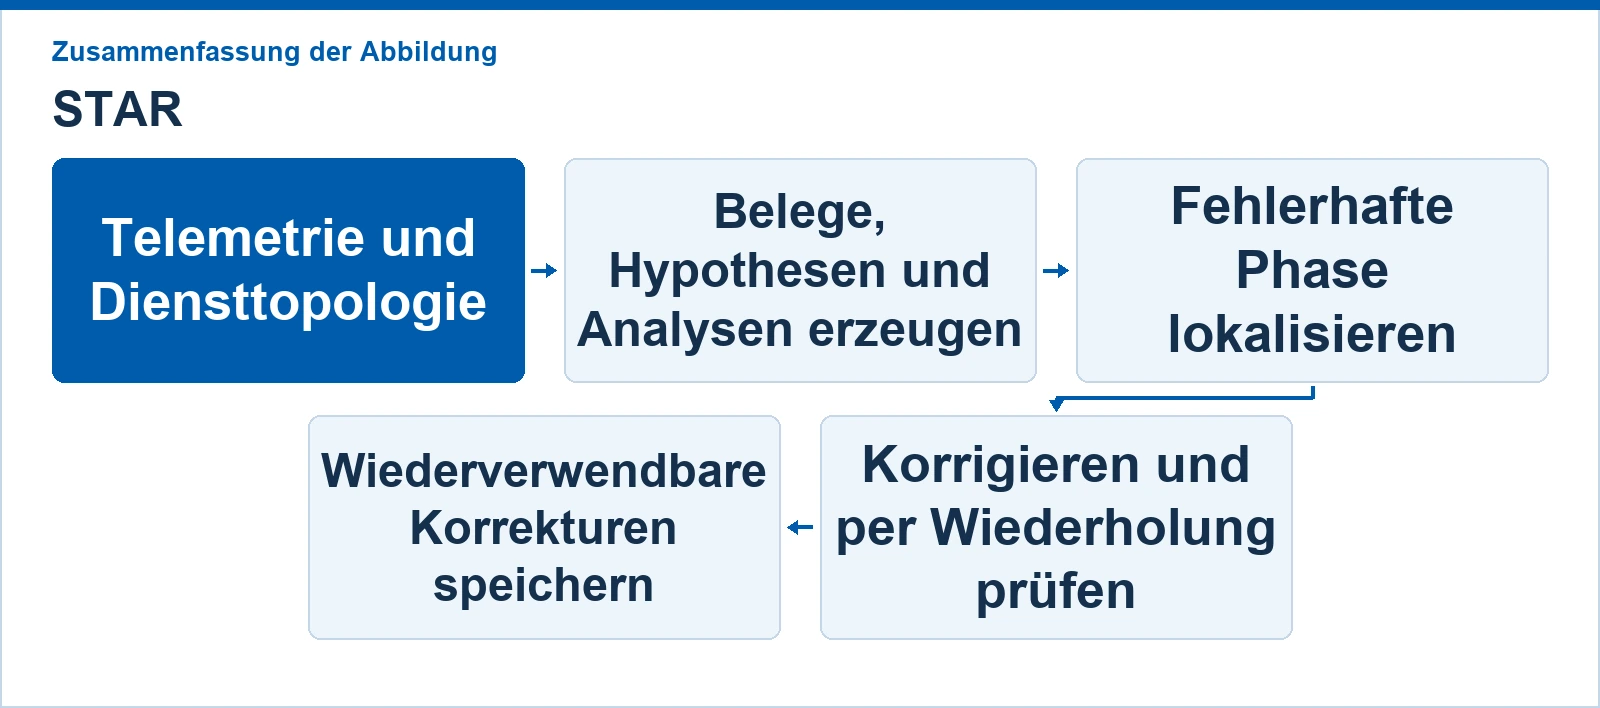 Zusammenfassung der Abbildung
STAR
Telemetrie und
Diensttopologie
Belege,
Hypothesen und
Analysen erzeugen
Fehlerhafte
Phase
lokalisieren
Korrigieren und
per Wiederholung
prüfen
Wiederverwendbare
Korrekturen
speichern